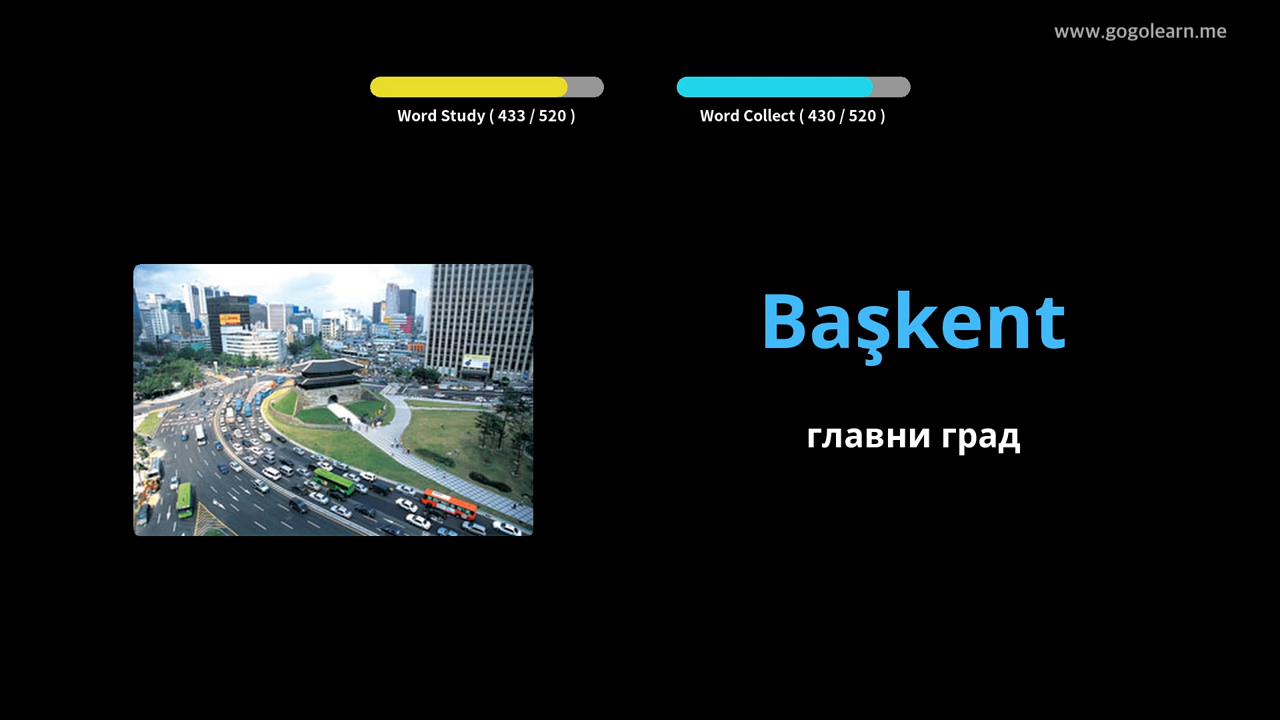 www.gogolearn.me
Word Study ( 433 / 520 )
Word Collect ( 430 / 520 )
Başkent
главни град